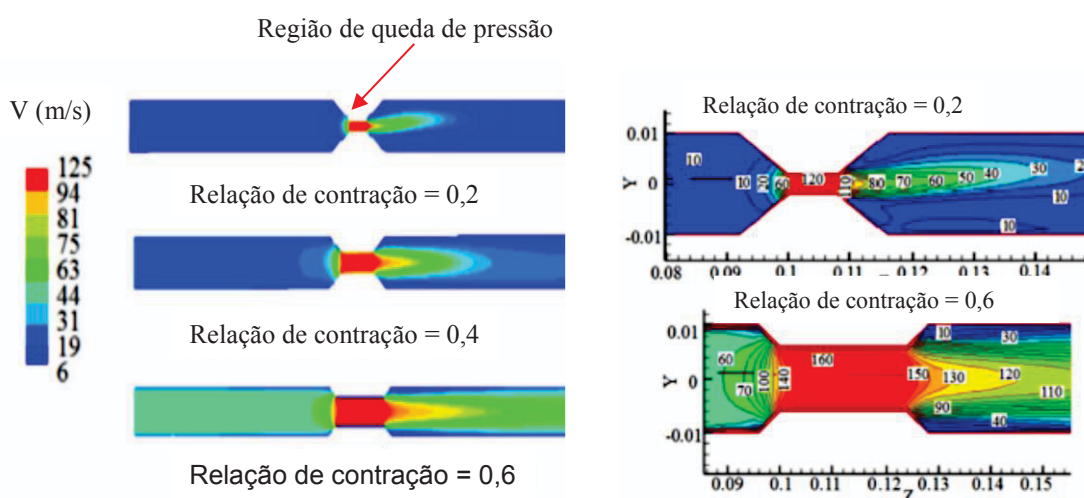 Região de queda de pressão
V (m/s)
125
94
81
75
63
44
31
19
6
Relação de contração = 0,2
Relação de contração = 0,4
Relação de contração = 0,6
Relação de contração = 0,2
0.01
Y 0
-0.01
10 10 20 60 120 110 80 70 60 50 40 30 2
10
10
0.08 0.09 0.1 0.11 0.12 0.13 0.14
Relação de contração = 0,6
0.01
Y 0
-0.01
60 70 100 140 160 150 130 120 110
10 30
90 40
0.09 0.1 0.11 0.12 0.13 0.14 0.15
Z